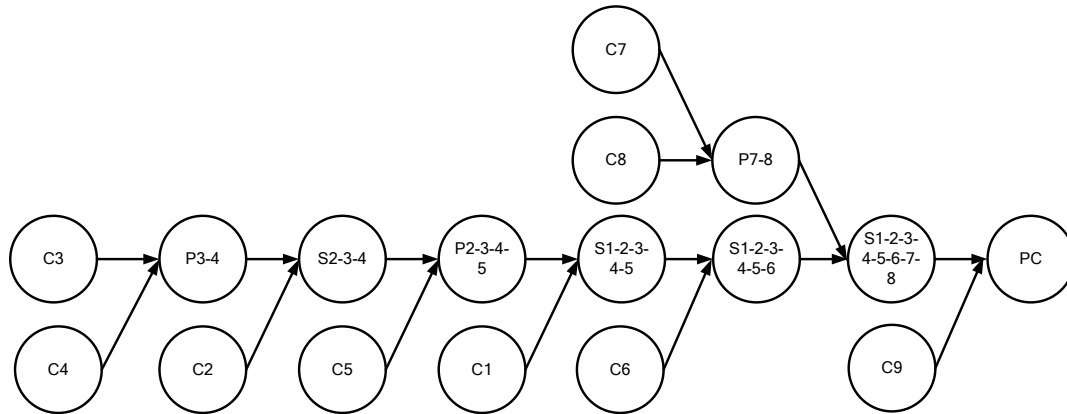 C7
C8
P7-8
C3
P3-4
S2-3-4
P2-3-4-
5
S1-2-3-
4-5
S1-2-3-
4-5-6
S1-2-3-
4-5-6-7-
8
PC
C4
C2
C5
C1
C6
C9